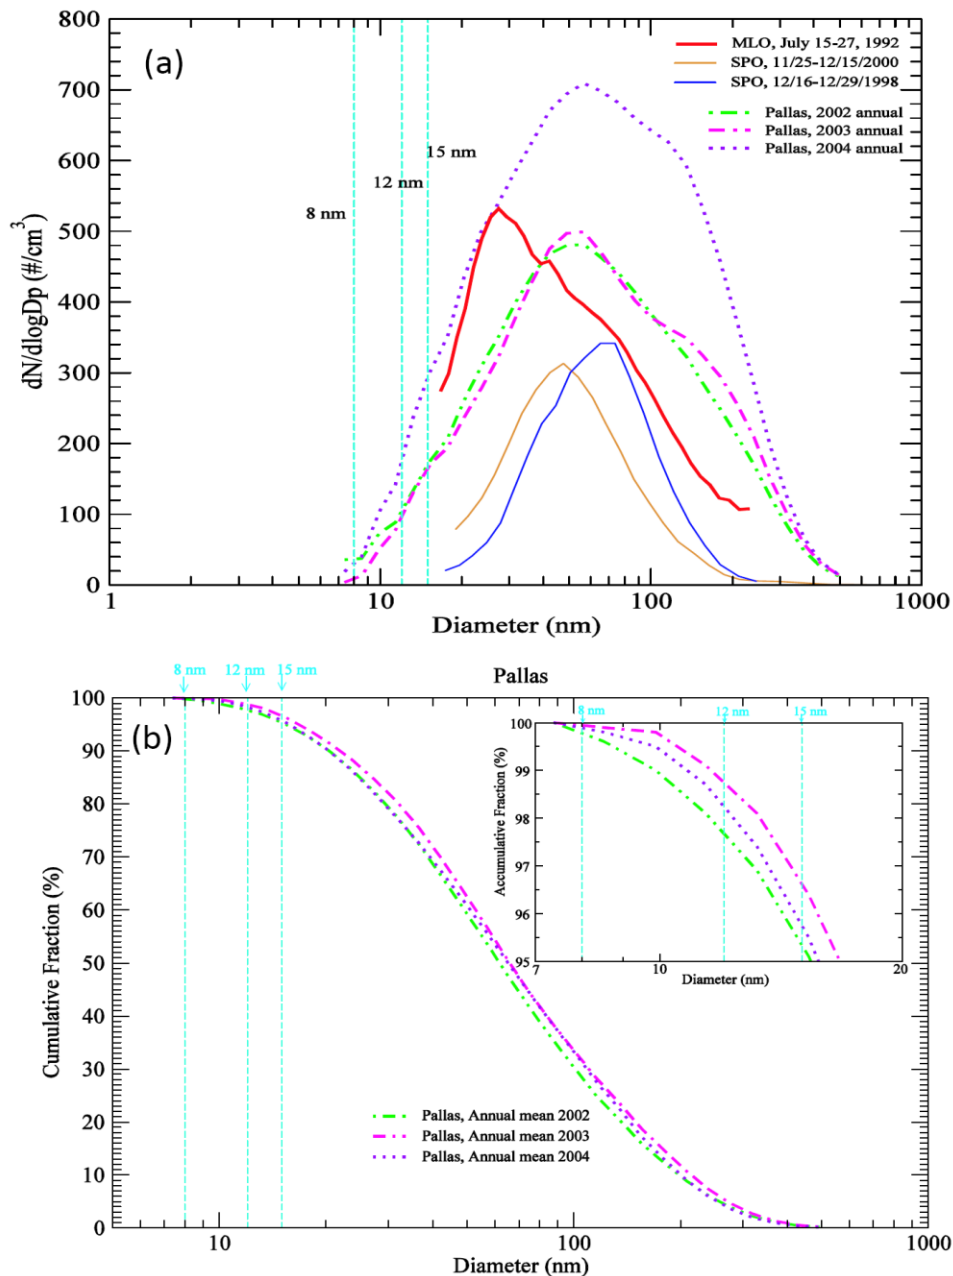 (a)
MLO, July 15-27, 1992
SPO, 11/25-12/15/2000
SPO, 12/16-12/29/1998
Pallas, 2002 annual
Pallas, 2003 annual
Pallas, 2004 annual
15 nm
12 nm
8 nm
800
700
600
500
400
300
200
100
0
dN/dlogDp (#/cm³)
1
10
100
1000
Diameter (nm)
8 nm
12 nm
15 nm
Pallas
(b)
100
90
80
70
60
50
40
30
20
10
0
Cumulative Fraction (%)
8 nm
12 nm
15 nm
100
99
98
97
96
95
Accumulative Fraction (%)
7
10
20
Diameter (nm)
Pallas, Annual mean 2002
Pallas, Annual mean 2003
Pallas, Annual mean 2004
10
100
1000
Diameter (nm)